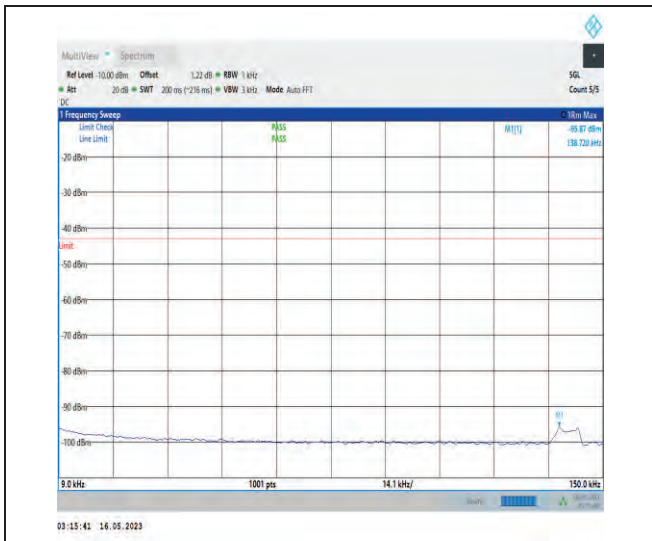 MultiView Spectrum
Ref Level -10.00 dBm Offset 1.22 dB RBW 1 kHz SGL
Att 20 dB SWT 200 ms (~216 ms) VBW 3 kHz Mode Auto FFT Count 5/5
DC
1 Frequency Sweep 1Rm Max
Limit Check PASS M1[1] -95.87 dBm
Line Limit PASS 138.720 kHz
-20 dBm
-30 dBm
-40 dBm
Limit
-50 dBm
-60 dBm
-70 dBm
-80 dBm
-90 dBm
M1
-100 dBm
9.0 kHz 1001 pts 14.1 kHz/ 150.0 kHz
03:15:41 16.05.2023